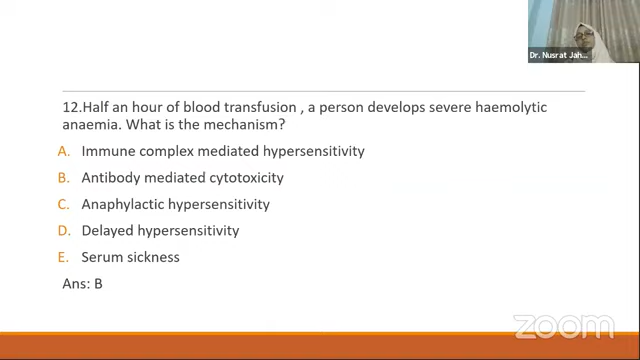 Dr. Nusrat Jah...
12.Half an hour of blood transfusion , a person develops severe haemolytic
anaemia. What is the mechanism?
A. Immune complex mediated hypersensitivity
B. Antibody mediated cytotoxicity
C. Anaphylactic hypersensitivity
D. Delayed hypersensitivity
E. Serum sickness
Ans: B
zoom